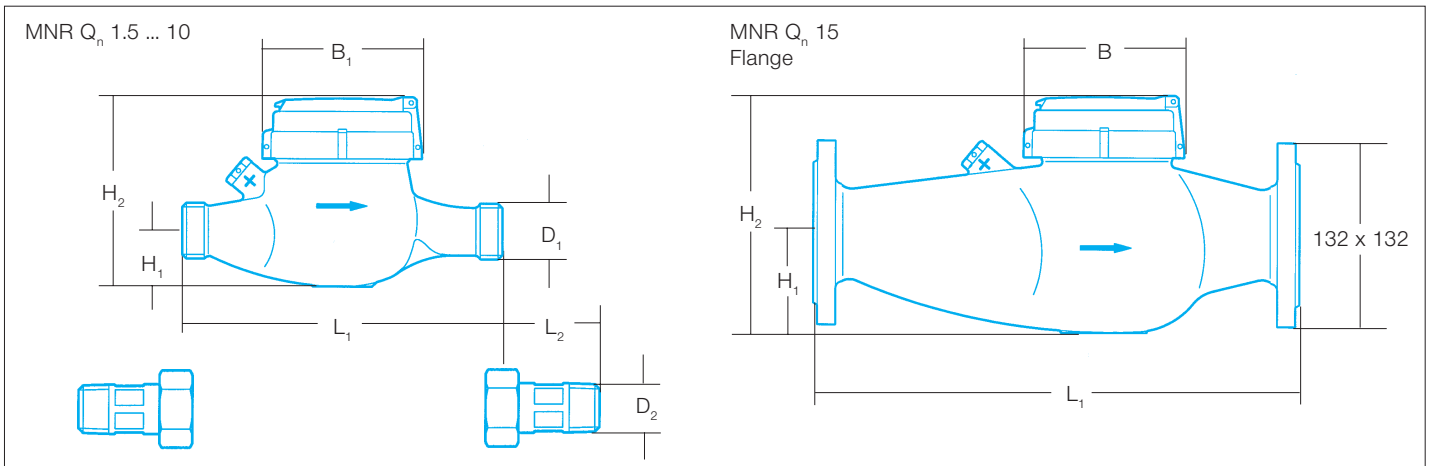 MNR Qn 1.5 ... 10
B1
H2
H1
D1
L1
L2
D2
MNR Qn 15
Flange
B
H2
H1
132 x 132
L1